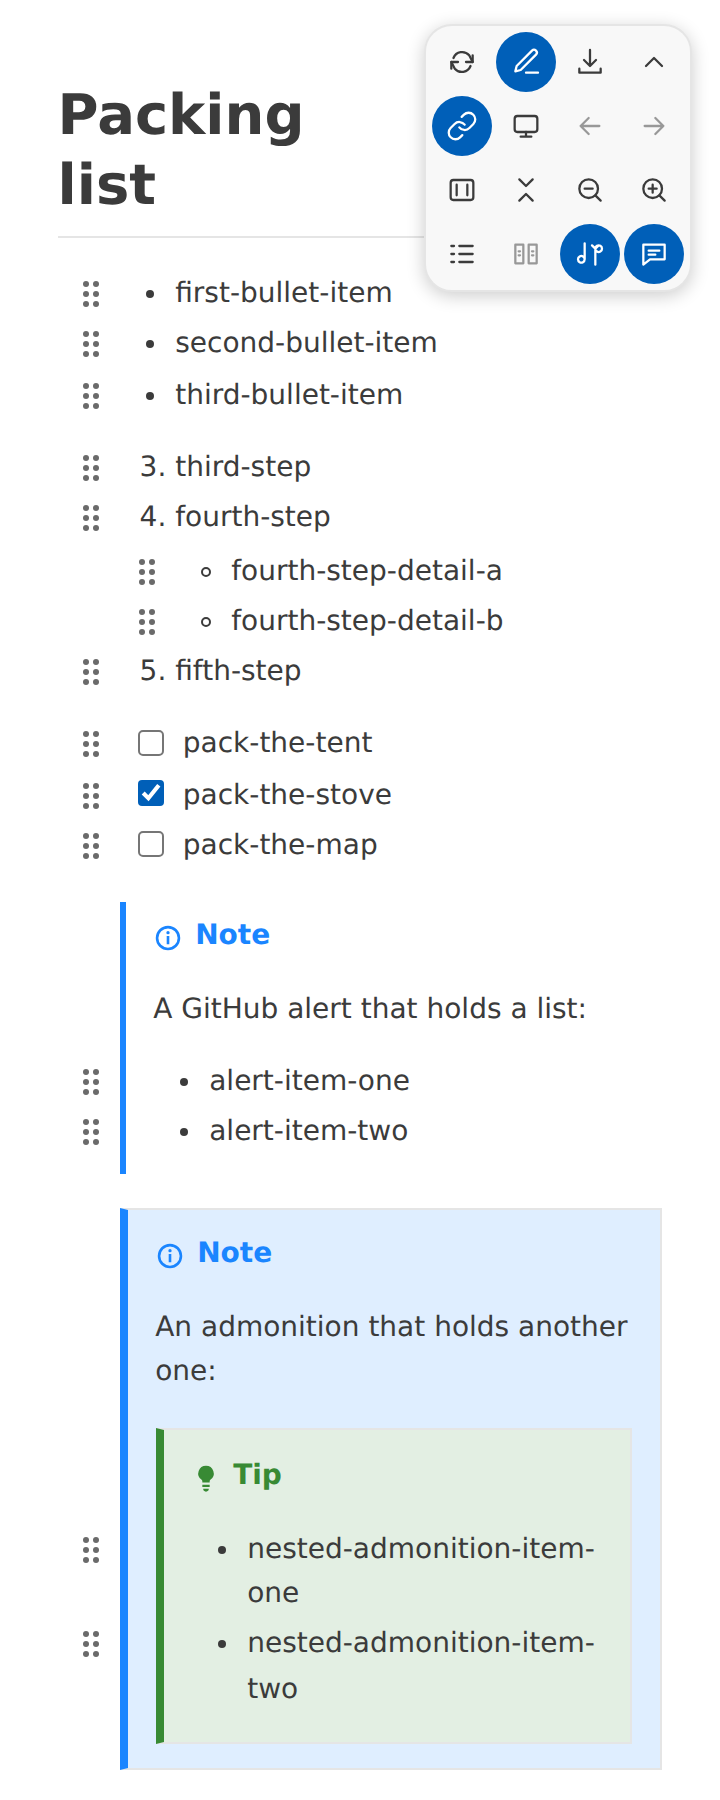 Packing
list
• first-bullet-item
• second-bullet-item
• third-bullet-item
3. third-step
4. fourth-step
◦ fourth-step-detail-a
◦ fourth-step-detail-b
5. fifth-step
pack-the-tent
pack-the-stove
pack-the-map
Note
A GitHub alert that holds a list:
• alert-item-one
• alert-item-two
Note
An admonition that holds another
one:
Tip
• nested-admonition-item-
one
• nested-admonition-item-
two